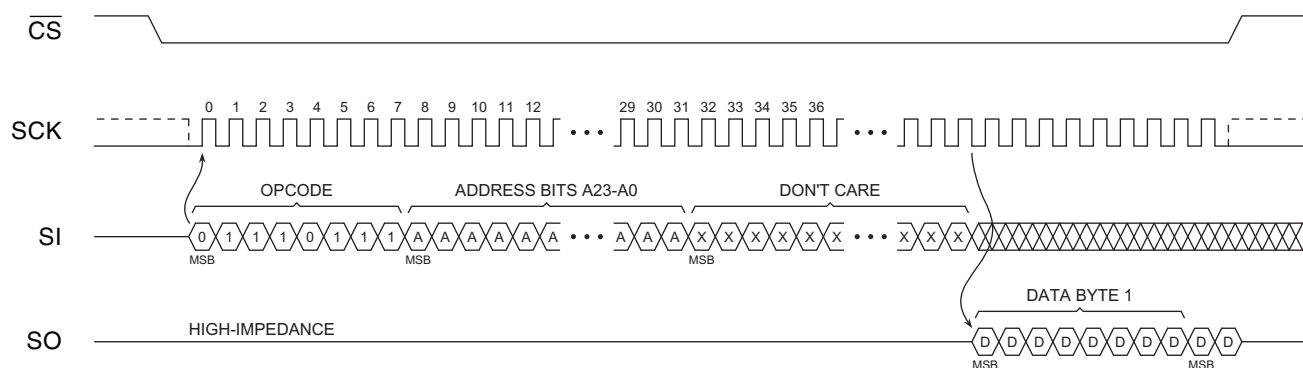 CS
0 1 2 3 4 5 6 7 8 9 10 11 12 29 30 31 32 33 34 35 36
SCK
OPCODE ADDRESS BITS A23-A0 DON'T CARE
SI 0 1 1 1 0 1 1 1 A A A A A A A A A X X X X X X X X X
MSB MSB MSB
DATA BYTE 1
HIGH-IMPEDANCE
SO D D D D D D D D D D
MSB MSB